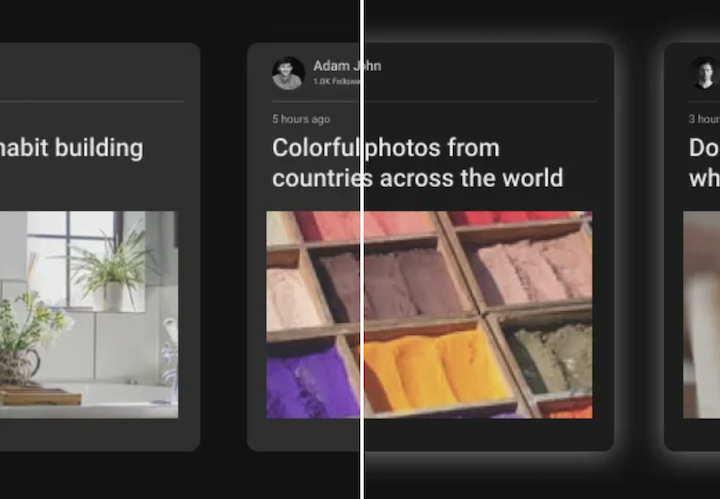 habit building
Adam John
1.0K Followe
5 hours ago
Colorful photos from
countries across the world
3 hour
Do
wh